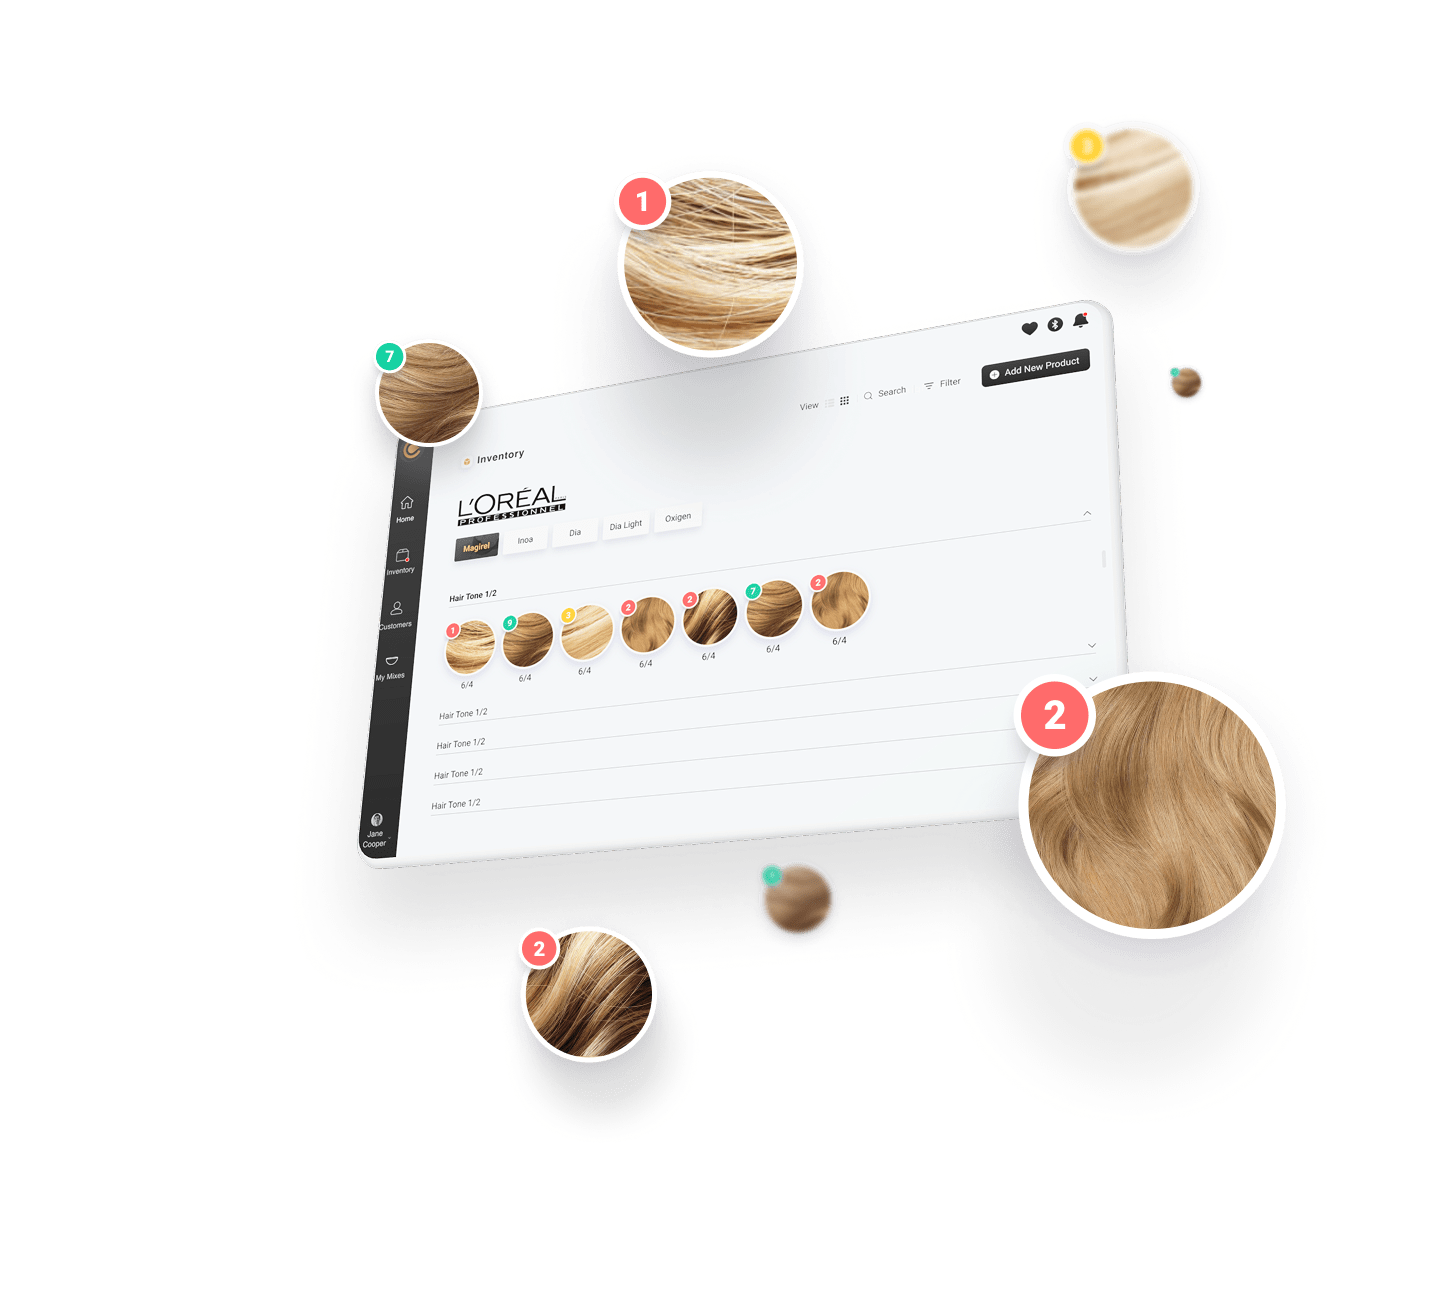 1
3
7
View
Search
Filter
Add New Product
Inventory
L'ORÉAL
PROFESSIONNEL
Magirel
Inoa
Dia
Dia Light
Oxigen
Home
Inventory
Customers
My Mixes
Jane
Cooper
Hair Tone 1/2
1
9
3
2
2
7
2
6/4
6/4
6/4
6/4
6/4
6/4
6/4
Hair Tone 1/2
Hair Tone 1/2
Hair Tone 1/2
Hair Tone 1/2
2
2